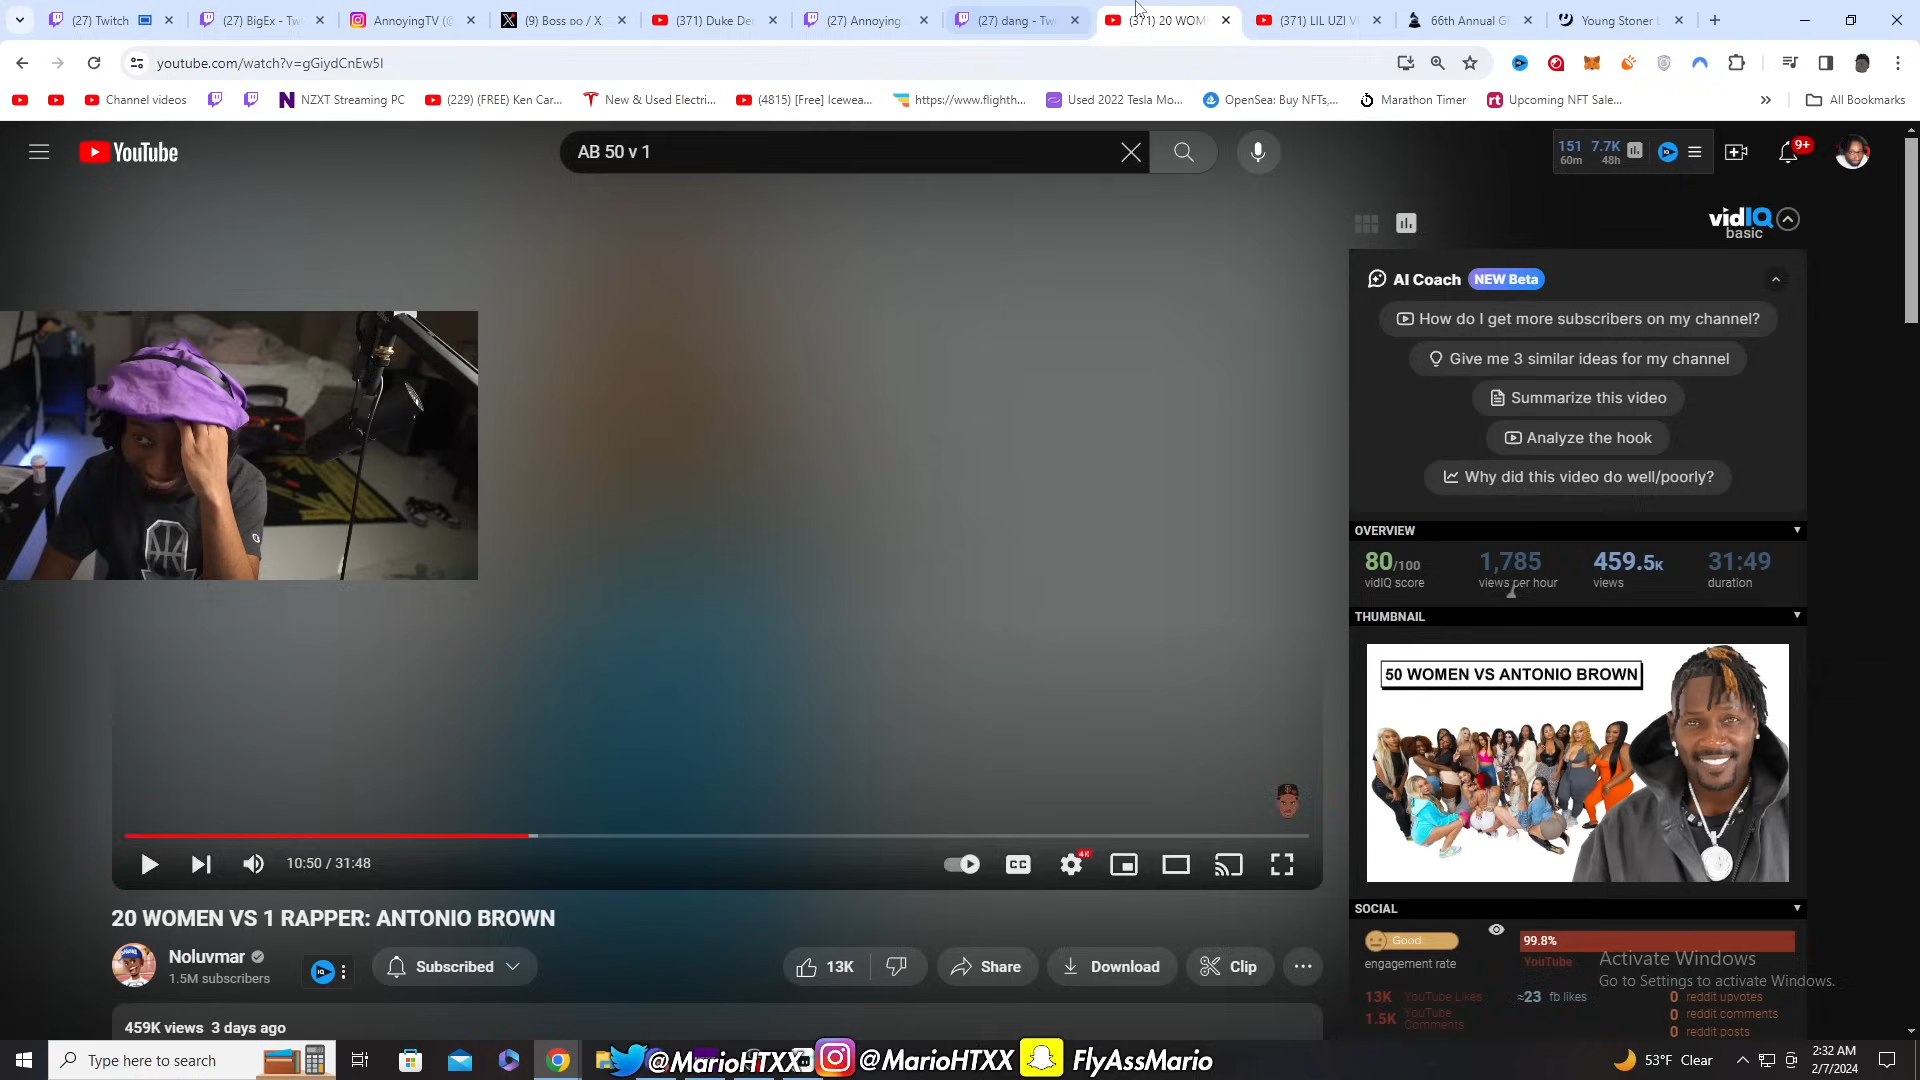 (27) Twitch
(27) BigEx - Tw
AnnoyingTV (@
(9) Boss ᴅᴏ / X
(371) Duke De
(27) Annoying
(27) dang - Tw
(371) 20 WOM
(371) LIL UZI V
66th Annual G
Young Stoner
youtube.com/watch?v=gGiydCnEw5I
Channel videos
NZXT Streaming PC
(229) (FREE) Ken Car...
New & Used Electri...
(4815) [Free] Icewea...
https://www.flighth...
Used 2022 Tesla Mo...
OpenSea: Buy NFTs,...
Marathon Timer
Upcoming NFT Sale...
»
All Bookmarks
YouTube
AB 50 v 1
151 7.7K
60m 48h
9+
vidIQ
basic
AI Coach NEW Beta
How do I get more subscribers on my channel?
Give me 3 similar ideas for my channel
Summarize this video
Analyze the hook
Why did this video do well/poorly?
OVERVIEW
80/100 1,785 459.5K 31:49
vidIQ score views per hour views duration
THUMBNAIL
50 WOMEN VS ANTONIO BROWN
10:50 / 31:48
CC
4K
20 WOMEN VS 1 RAPPER: ANTONIO BROWN
Noluvmar
1.5M subscribers
Subscribed
13K
Share
Download
Clip
459K views 3 days ago
SOCIAL
Good
engagement rate
99.8%
YouTube
Activate Windows
Go to Settings to activate Windows.
13K YouTube Likes
1.5K YouTube Comments
≈23 fb likes
0 reddit upvotes
0 reddit comments
0 reddit posts
Type here to search
@MarioHTXX
@MarioHTXX
FlyAssMario
53°F Clear
2:32 AM
2/7/2024